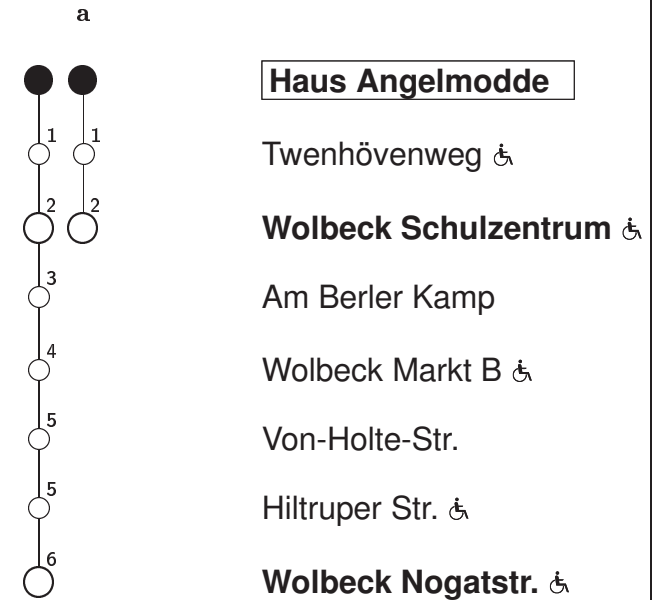 a
Haus Angelmodde
1 1 Twenhövenweg
2 2 Wolbeck Schulzentrum
3 Am Berler Kamp
4 Wolbeck Markt B
5 Von-Holte-Str.
5 Hiltruper Str.
6 Wolbeck Nogatstr.